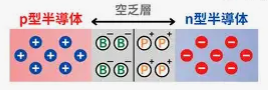 空乏層
p型半導体
n型半導体
+ + + + + + +
B⁻ B⁻ P⁺ P⁺
B⁻ B⁻ P⁺ P⁺
− − − − − − −